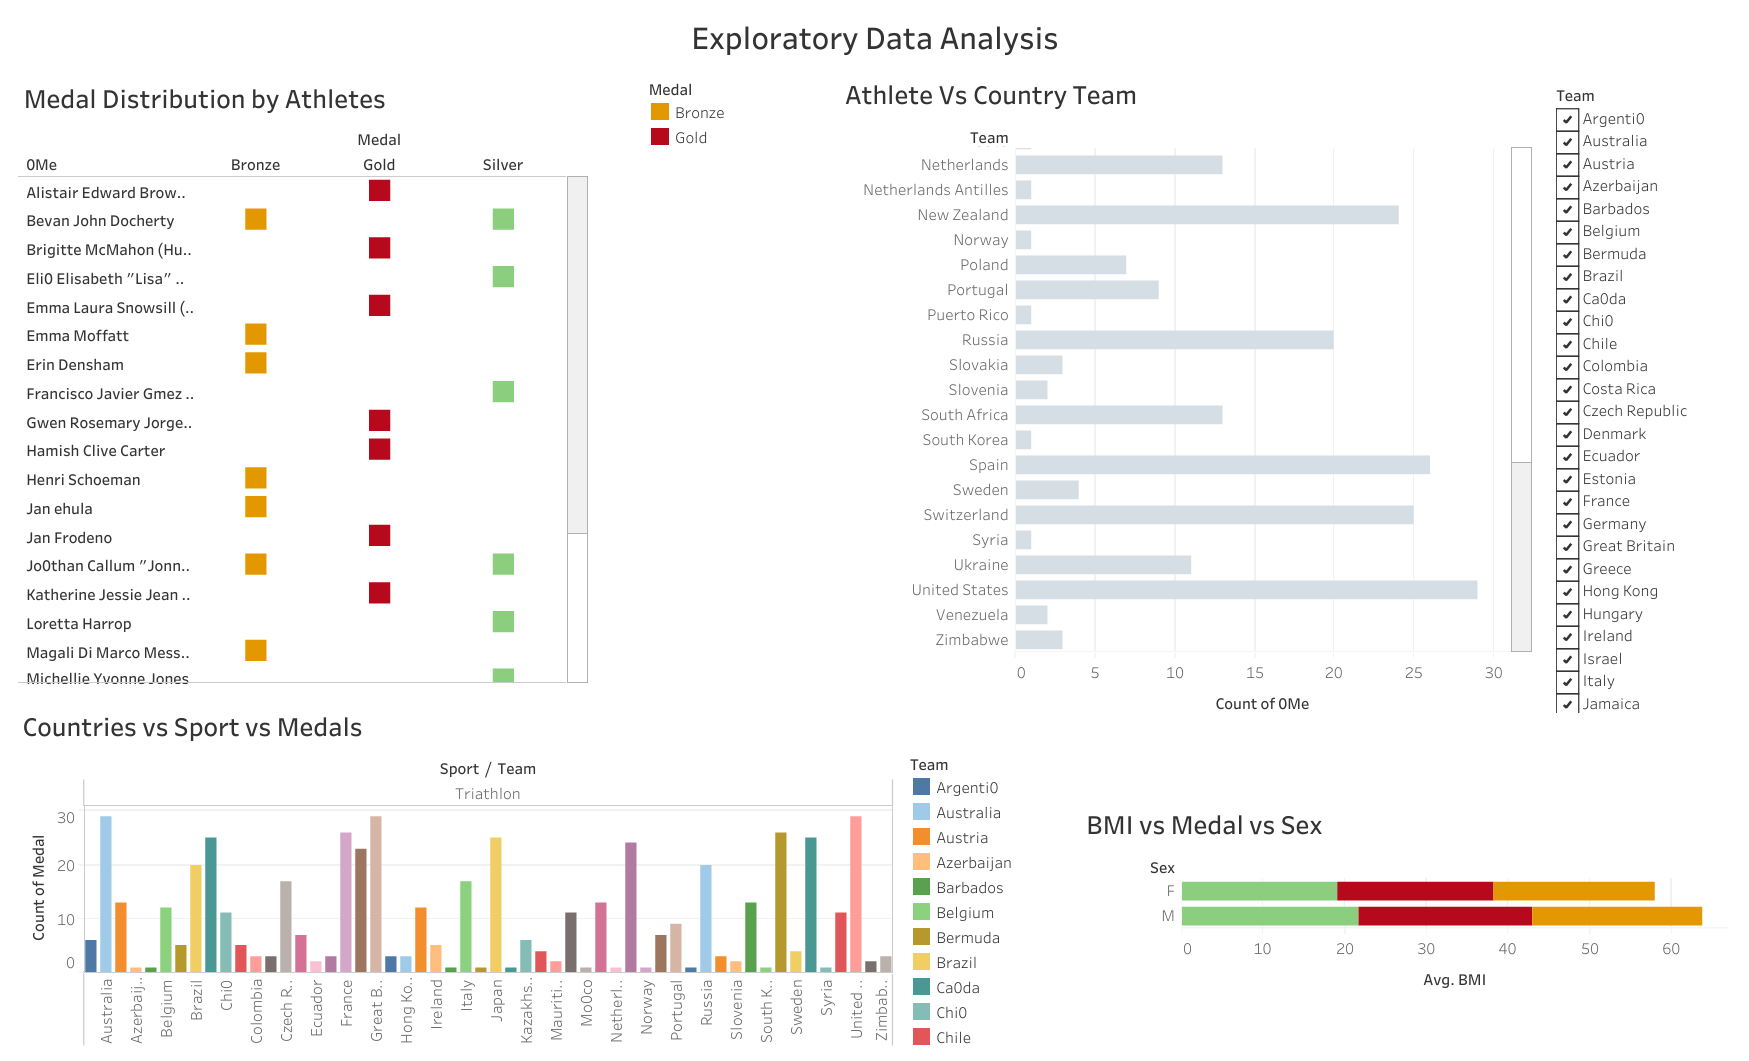 Exploratory Data Analysis
Medal Distribution by Athletes
Medal
0Me Bronze Gold Silver
Alistair Edward Brow..
Bevan John Docherty
Brigitte McMahon (Hu..
Eli0 Elisabeth "Lisa" ..
Emma Laura Snowsill (..
Emma Moffatt
Erin Densham
Francisco Javier Gmez ..
Gwen Rosemary Jorge..
Hamish Clive Carter
Henri Schoeman
Jan ehula
Jan Frodeno
Jo0than Callum "Jonn..
Katherine Jessie Jean ..
Loretta Harrop
Magali Di Marco Mess..
Michellie Yvonne Jones
Medal
Bronze
Gold
Athlete Vs Country Team
Team
Netherlands
Netherlands Antilles
New Zealand
Norway
Poland
Portugal
Puerto Rico
Russia
Slovakia
Slovenia
South Africa
South Korea
Spain
Sweden
Switzerland
Syria
Ukraine
United States
Venezuela
Zimbabwe
0 5 10 15 20 25 30
Count of 0Me
Team
Argenti0
Australia
Austria
Azerbaijan
Barbados
Belgium
Bermuda
Brazil
Ca0da
Chi0
Chile
Colombia
Costa Rica
Czech Republic
Denmark
Ecuador
Estonia
France
Germany
Great Britain
Greece
Hong Kong
Hungary
Ireland
Israel
Italy
Jamaica
Countries vs Sport vs Medals
Sport / Team
Triathlon
Count of Medal
30
20
10
0
Australia
Azerbaij..
Belgium
Brazil
Chi0
Colombia
Czech R..
Ecuador
France
Great B..
Hong Ko..
Ireland
Italy
Japan
Kazakhs..
Mauriti..
Mo0co
Netherl..
Norway
Portugal
Russia
Slovenia
South K..
Sweden
Syria
United ..
Zimbab..
Team
Argenti0
Australia
Austria
Azerbaijan
Barbados
Belgium
Bermuda
Brazil
Ca0da
Chi0
Chile
BMI vs Medal vs Sex
Sex
F
M
0 10 20 30 40 50 60
Avg. BMI